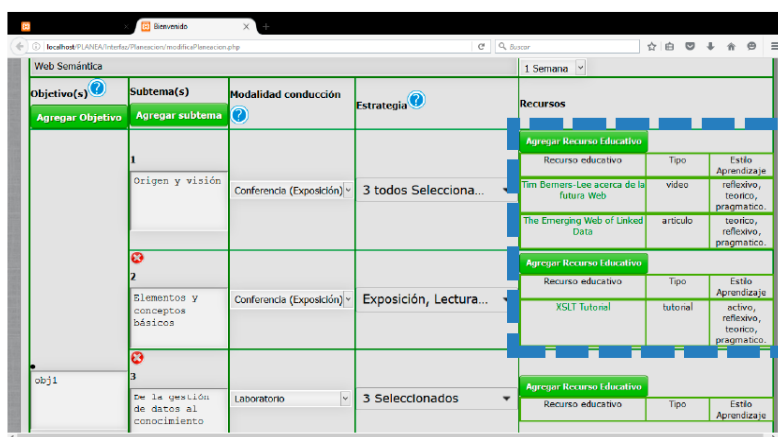 Bienvenido
localhost/PLANEA/Interfaz/Planeacion/modificaPlaneacion.php
Buscar
Web Semántica
1 Semana
Objetivo(s)
Subtema(s)
Modalidad conducción
Estrategia
Recursos
Agregar Objetivo
Agregar subtema
1
Origen y visión
Conferencia (Exposición)
3 todos Selecciona...
Agregar Recurso Educativo
Recurso educativo
Tipo
Estilo
Aprendizaje
Tim Berners-Lee acerca de la
futura Web
video
reflexivo,
teorico,
pragmatico.
The Emerging Web of Linked
Data
articulo
teorico,
reflexivo,
pragmatico.
2
Elementos y
conceptos
básicos
Conferencia (Exposición)
Exposición, Lectura...
Agregar Recurso Educativo
Recurso educativo
Tipo
Estilo
Aprendizaje
XSLT Tutorial
tutorial
activo,
reflexivo,
teorico,
pragmatico.
obj1
3
De la gestión
de datos al
conocimiento
Laboratorio
3 Seleccionados
Agregar Recurso Educativo
Recurso educativo
Tipo
Estilo
Aprendizaje